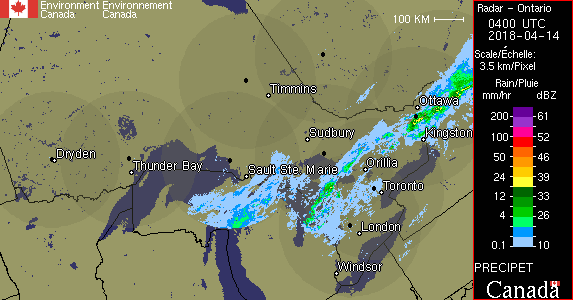 Environment Environnement
Canada Canada
100 KM
Radar - Ontario
0400 UTC
2018-04-14
Scale/Échelle:
3.5 km/Pixel
Rain/Pluie
mm/hr dBZ
200 61
100 52
50 46
24 39
12 33
4 26
0.1 10
PRECIPET
Canada
Timmins
Ottawa
Sudbury
Kingston
Dryden
Thunder Bay
Sault Ste. Marie
Orillia
Toronto
London
Windsor